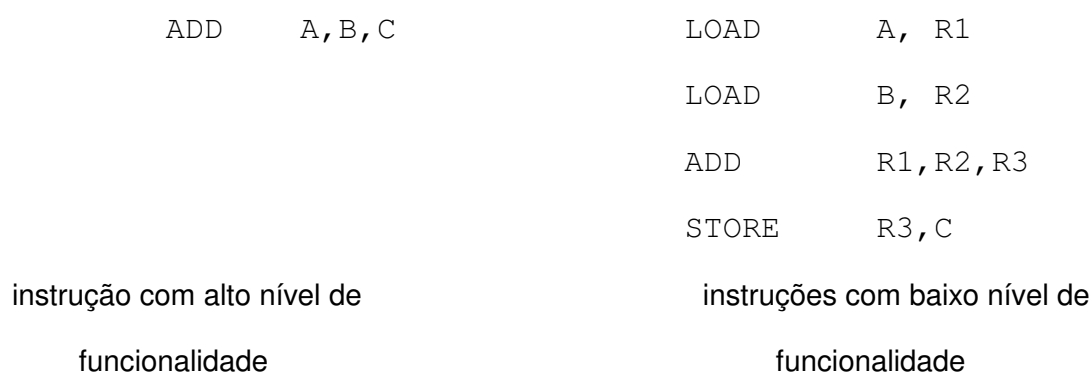 ADD A,B,C
LOAD A, R1
LOAD B, R2
ADD R1,R2,R3
STORE R3,C
instrução com alto nível de
funcionalidade
instruções com baixo nível de
funcionalidade